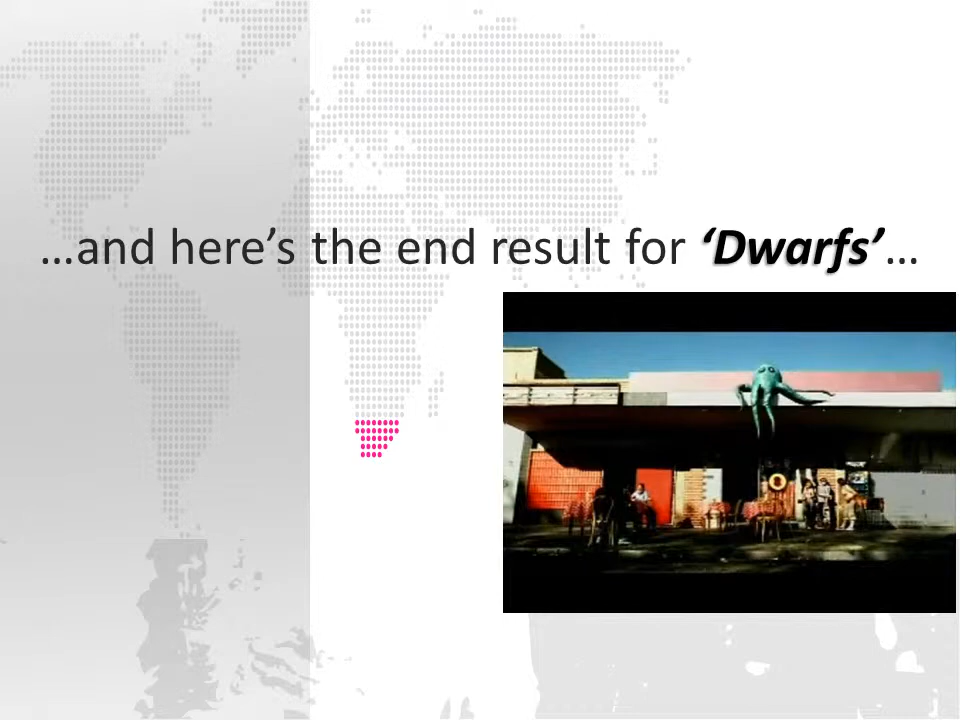 …and here’s the end result for ‘Dwarfs’…